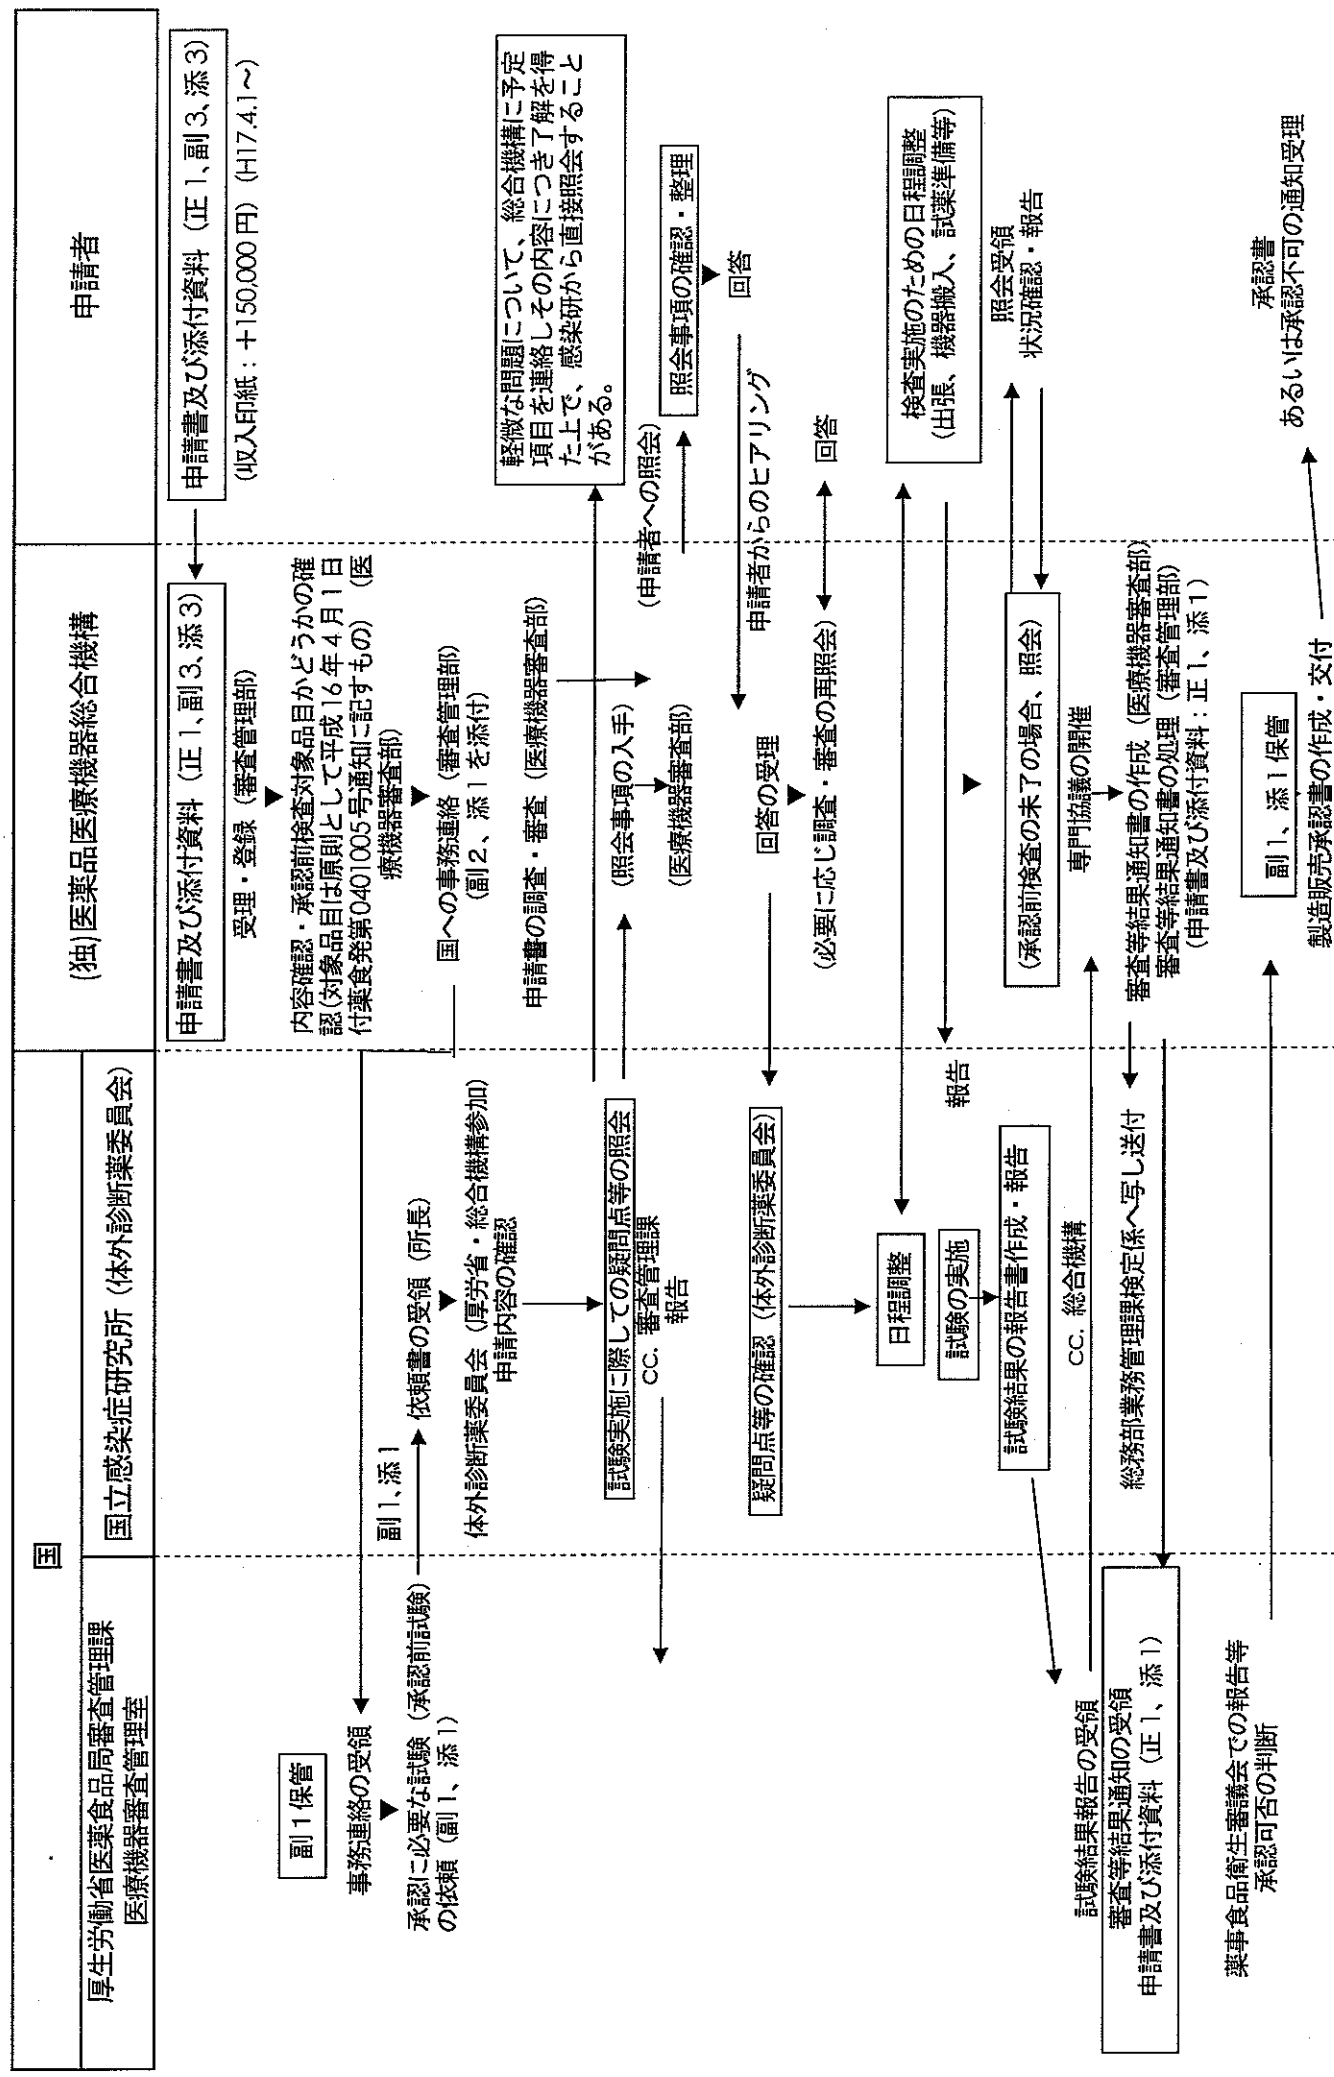 国
厚生労働省医薬食品局審査管理課
医療機器審査管理室
国立感染症研究所（体外診断薬委員会）
(独)医薬品医療機器総合機構
申請者
申請書及び添付資料（正１、副３、添３）
（収入印紙：＋150,000円）（H17.4.1～）
申請書及び添付資料（正１、副３、添３）
受理・登録（審査管理部）
内容確認・承認前検査対象品目かどうかの確
認（対象品目は原則として平成１６年４月１日
付薬食発第0401005号通知に記すもの）（医
療機器審査部）
国への事務連絡（審査管理部）
（副２、添１を添付）
副１保管
事務連絡の受領
承認に必要な試験（承認前試験）
の依頼（副１、添１）
副１、添１
依頼書の受領（所長）
体外診断薬委員会（厚労省・総合機構参加）
申請内容の確認
申請書の調査・審査（医療機器審査部）
軽微な問題について、総合機構に予定
項目を連絡しその内容につき了解を得
た上で、感染研から直接照会すること
がある。
試験実施に際しての疑問点等の照会
CC. 審査管理課
報告
（照会事項の入手）
（医療機器審査部）
（申請者への照会）
照会事項の確認・整理
回答
申請者からのヒアリング
回答の受理
疑問点等の確認（体外診断薬委員会）
（必要に応じ調査・審査の再照会）
回答
日程調整
検査実施のための日程調整
（出張、機器搬入、試薬準備等）
試験の実施
報告
試験結果の報告書作成・報告
（承認前検査の未了の場合、照会）
照会受領
状況確認・報告
CC. 総合機構
専門協議の開催
試験結果報告の受領
審査等結果通知書の作成（医療機器審査部）
審査等結果通知書の処理（審査管理部）
（申請書及び添付資料：正１、添１）
総務部業務管理課検定係へ写し送付
審査等結果通知の受領
申請書及び添付資料（正１、添１）
薬事食品衛生審議会での報告等
承認可否の判断
副１、添１保管
製造販売承認書の作成・交付
承認書
あるいは承認不可の通知受理